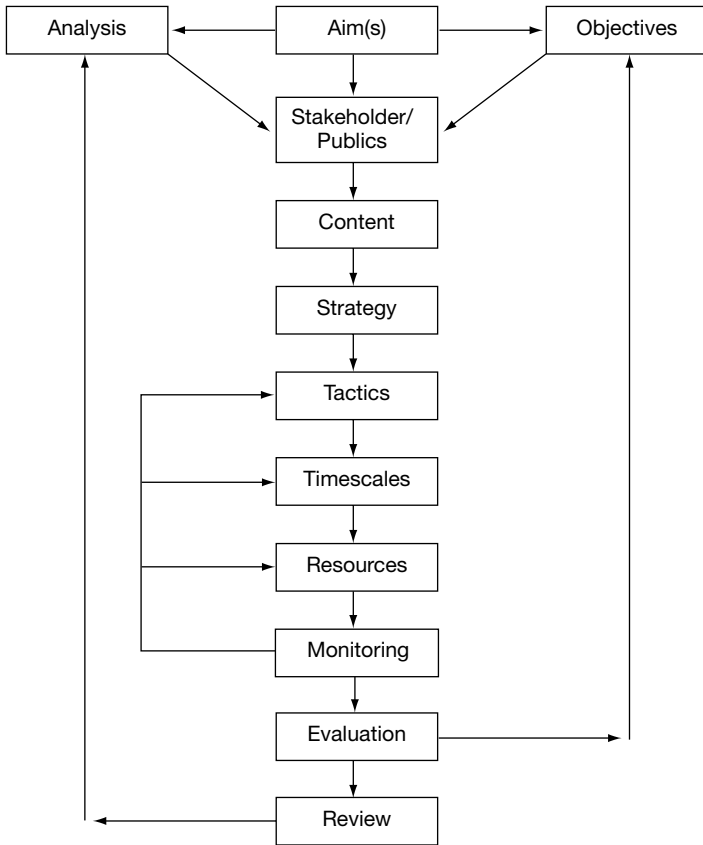 Analysis
Aim(s)
Objectives
Stakeholder/
Publics
Content
Strategy
Tactics
Timescales
Resources
Monitoring
Evaluation
Review